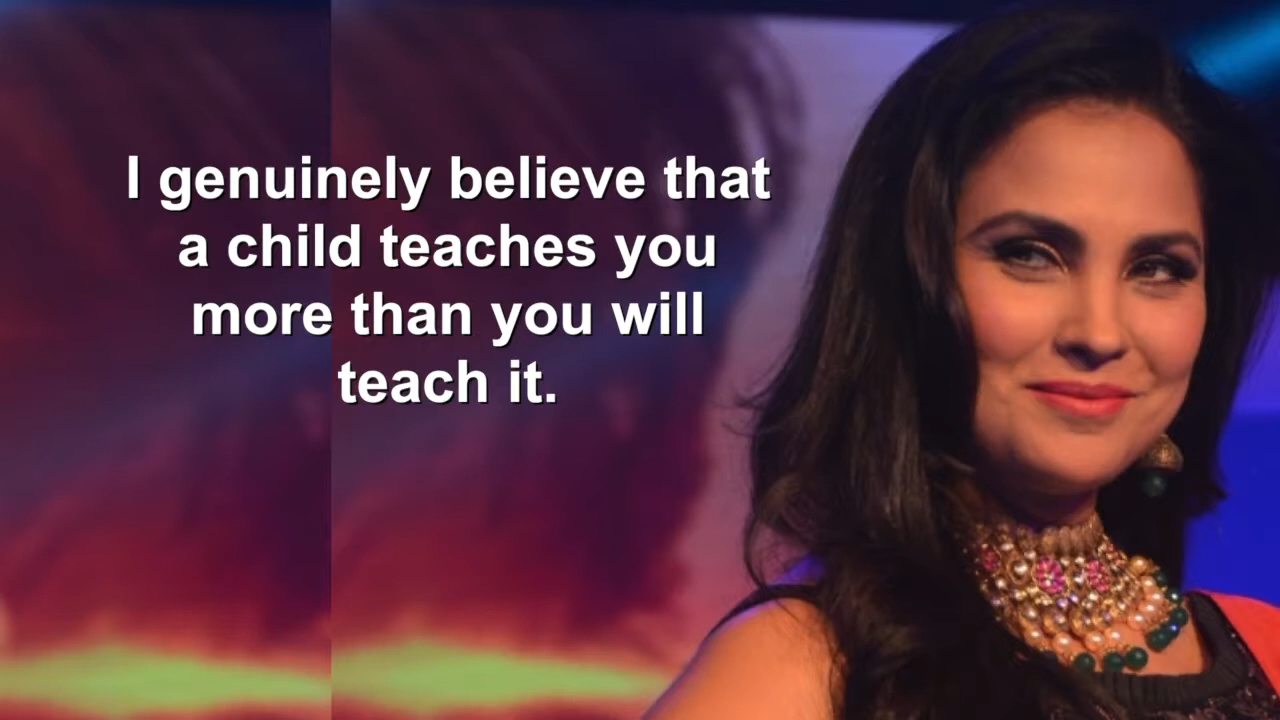 I genuinely believe that
a child teaches you
more than you will
teach it.